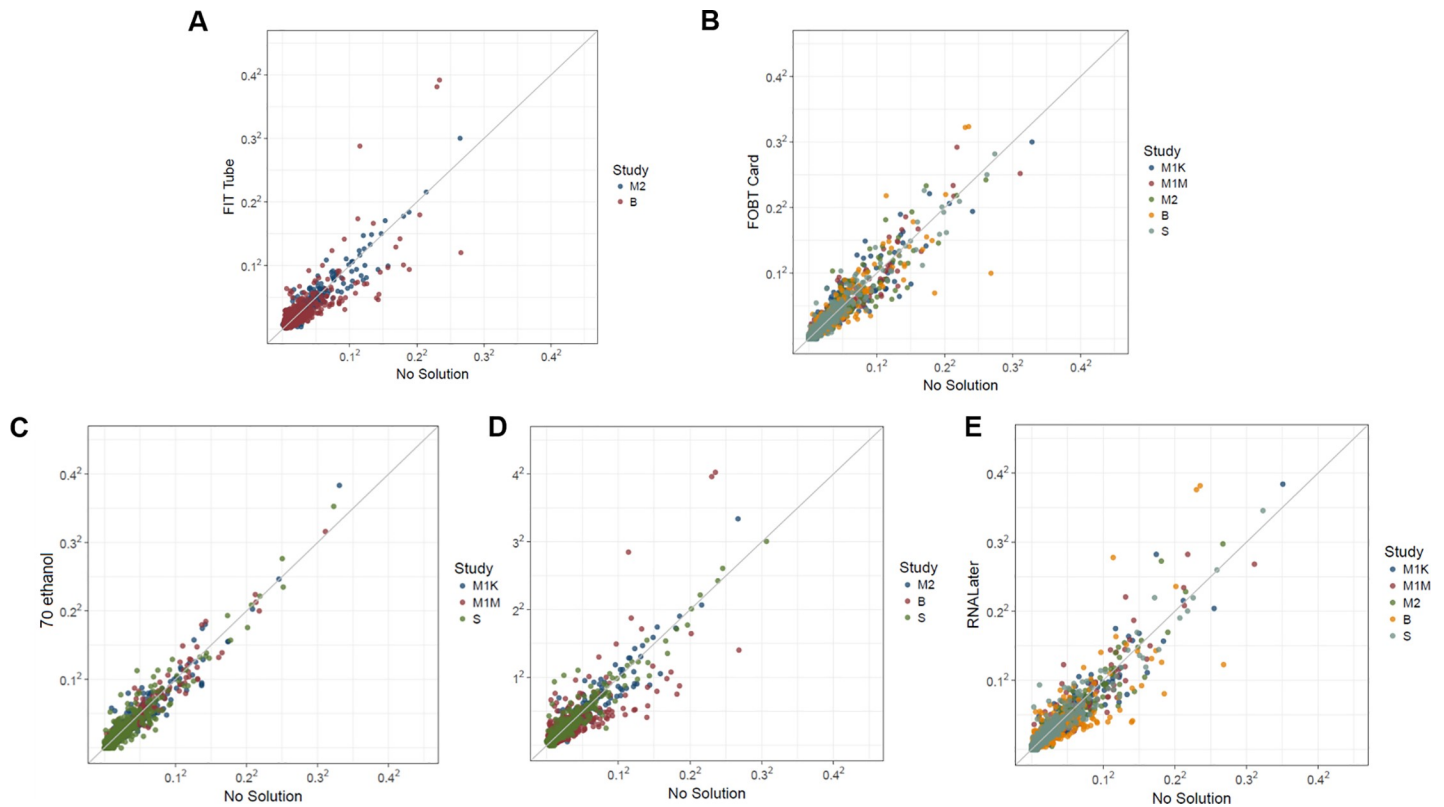 A
0.4²
0.3²
0.2²
0.1²
FIT Tube
0.1² 0.2² 0.3² 0.4²
No Solution
Study
M2
B
B
0.4²
0.3²
0.2²
0.1²
FOBT Card
0.1² 0.2² 0.3² 0.4²
No Solution
Study
M1K
M1M
M2
B
S
C
0.4²
0.3²
0.2²
0.1²
70 ethanol
0.1² 0.2² 0.3² 0.4²
No Solution
Study
M1K
M1M
S
D
4²
3²
2²
1²
0.1² 0.2² 0.3² 0.4²
No Solution
Study
M2
B
S
E
0.4²
0.3²
0.2²
0.1²
RNALater
0.1² 0.2² 0.3² 0.4²
No Solution
Study
M1K
M1M
M2
B
S